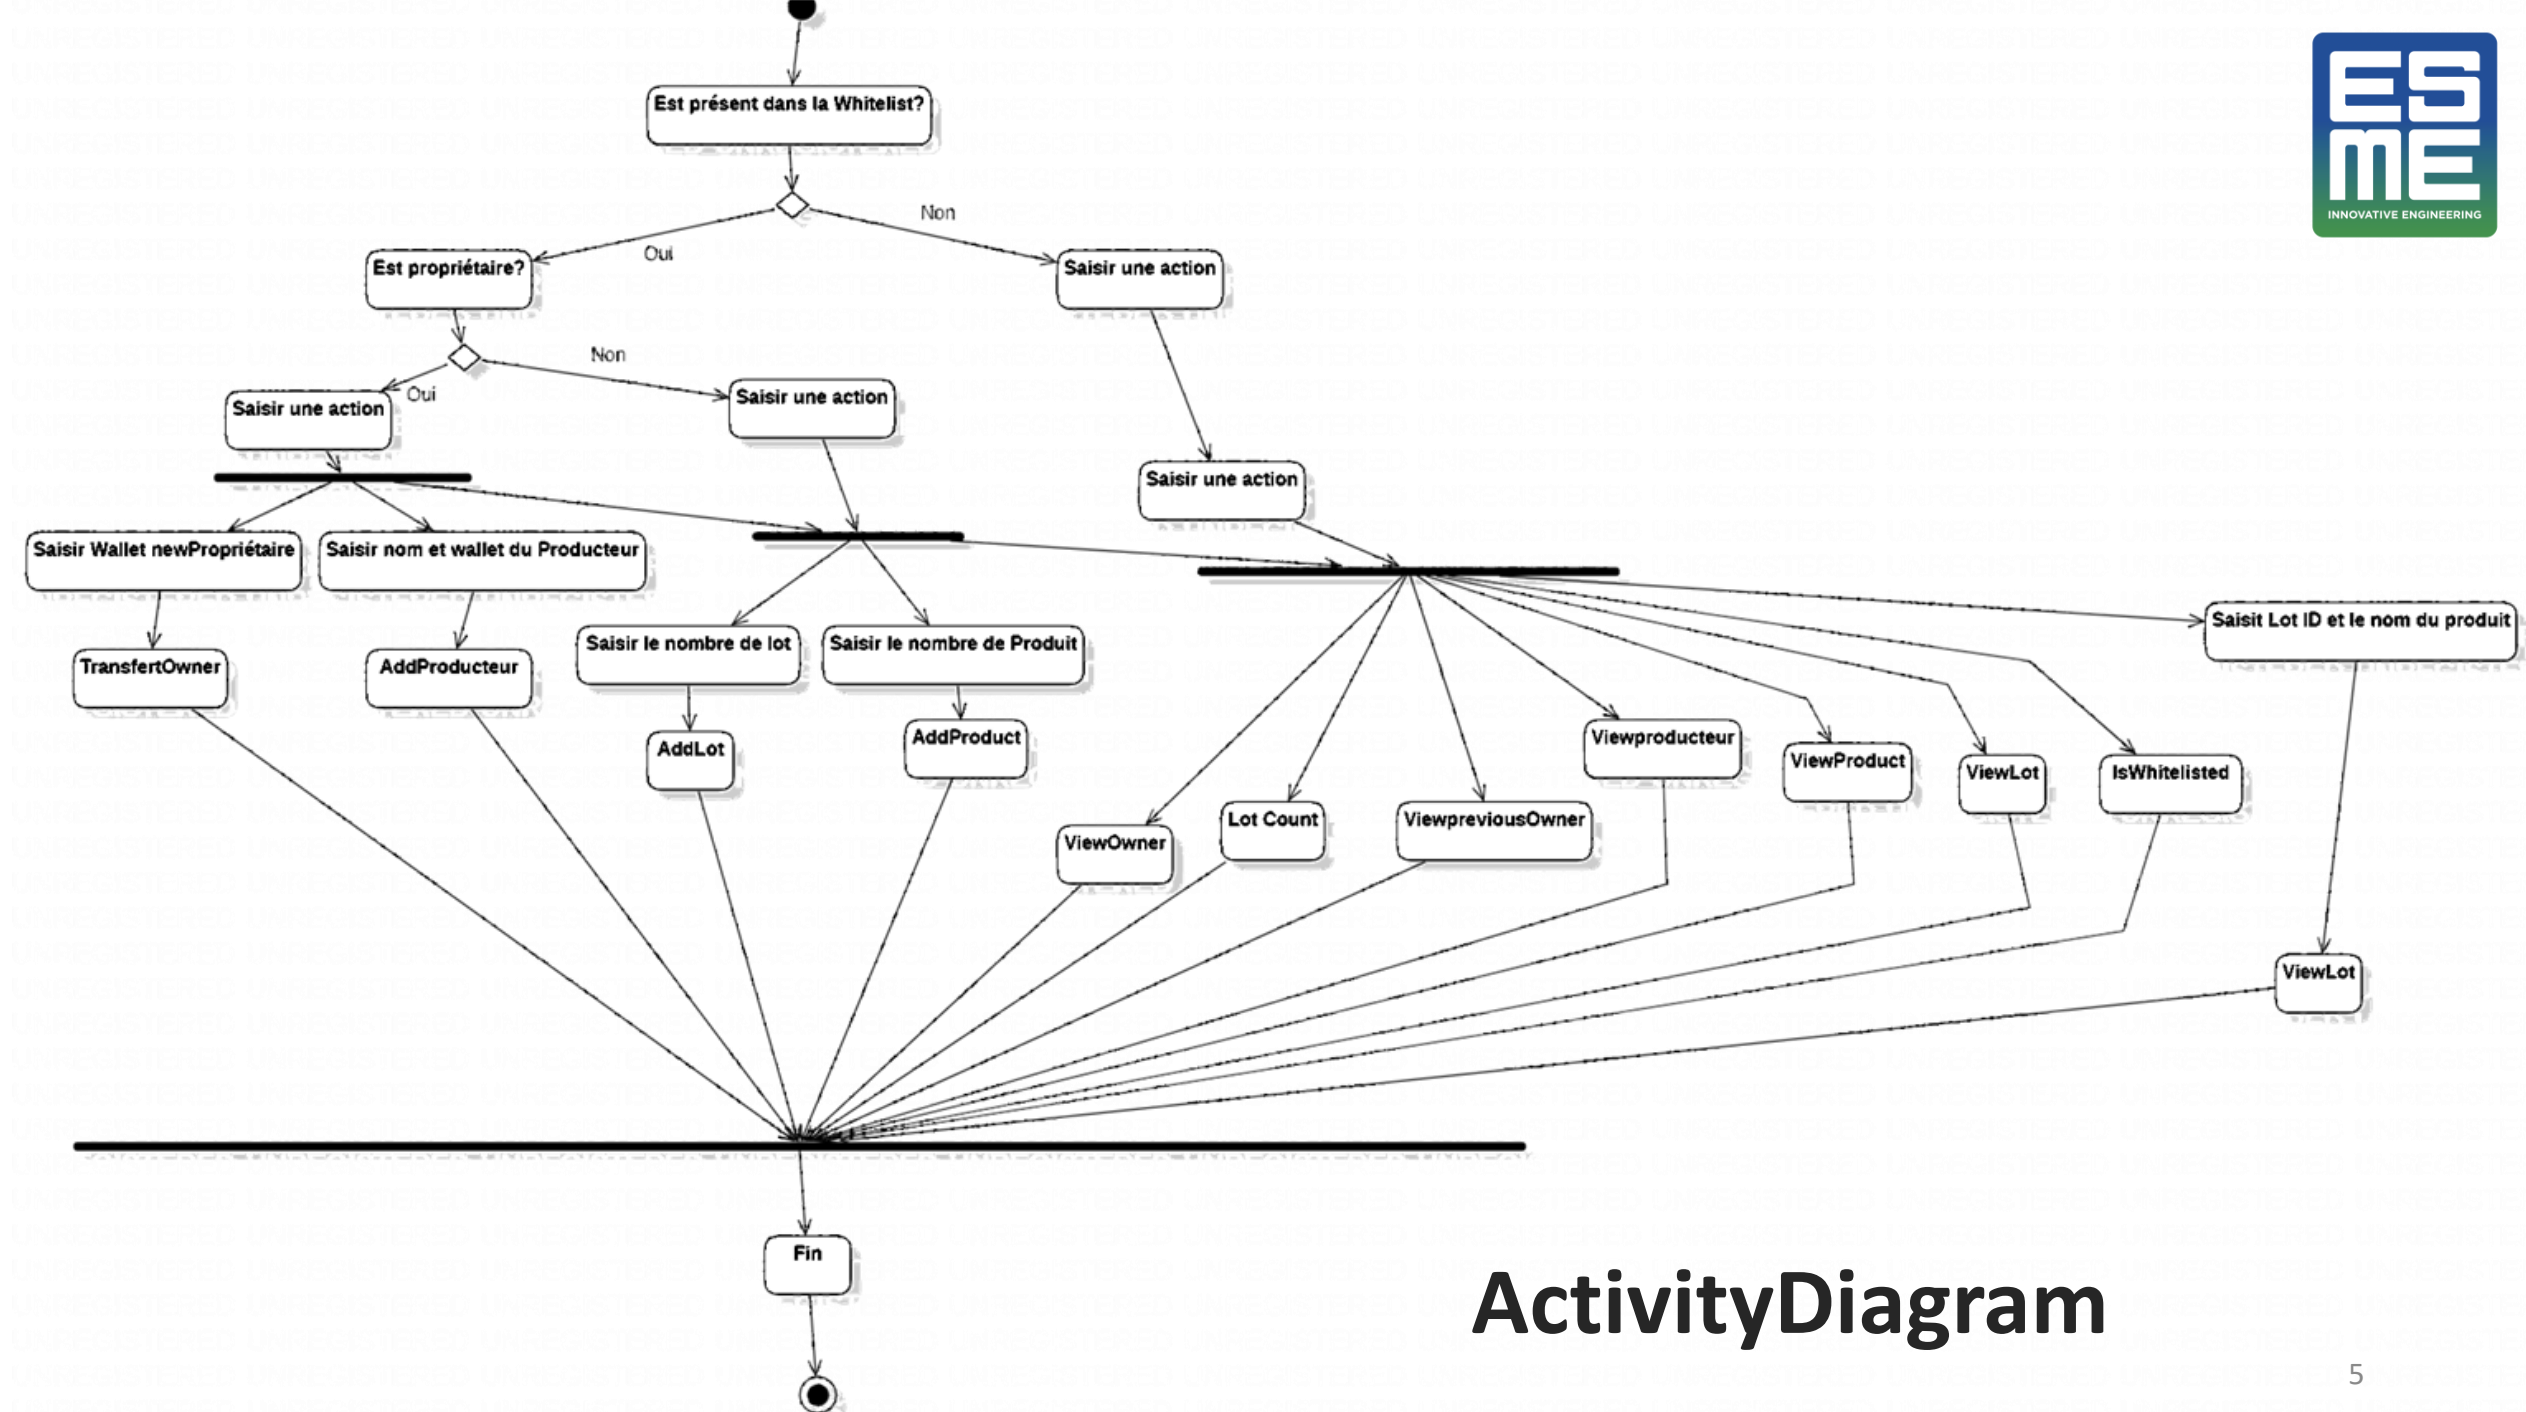 Est présent dans la Whitelist?
ES
ME
INNOVATIVE ENGINEERING
Non
Oui
Est propriétaire?
Saisir une action
Non
Oui
Saisir une action
Saisir une action
Saisir une action
Saisir Wallet newPropriétaire
Saisir nom et wallet du Producteur
Saisit Lot ID et le nom du produit
Saisir le nombre de lot
Saisir le nombre de Produit
TransfertOwner
AddProducteur
AddLot
AddProduct
Viewproducteur
ViewProduct
ViewLot
IsWhitelisted
ViewOwner
Lot Count
ViewpreviousOwner
ViewLot
Fin
ActivityDiagram
5